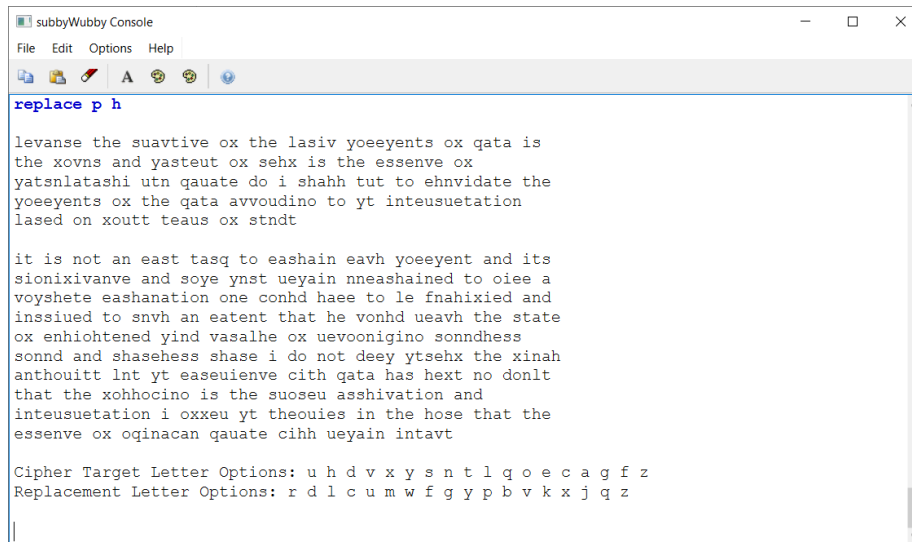 subbyWubby Console
File Edit Options Help
A
replace p h
levanse the suavtive ox the lasiv yoeeyents ox qata is
the xovns and yasteut ox sehx is the essenve ox
yatsnlatashi utn qauate do i shahh tut to ehnvidate the
yoeeyents ox the qata avvoudino to yt inteusuetation
lased on xoutt teaus ox stndt
it is not an east tasq to eashain eavh yoeeyent and its
sionixivanve and soye ynst ueyain nneashained to oiee a
voyshete eashanation one conhd haee to le fnahixied and
inssiued to snvh an eatent that he vonhd ueavh the state
ox enhiohtened yind vasalhe ox uevoonigino sonndhess
sonnd and shasehess shase i do not deey ytsehx the xinah
anthouitt lnt yt easeuienve cith qata has hext no donlt
that the xohhocino is the suoseu asshivation and
inteusuetation i oxxeu yt theouies in the hose that the
essenve ox oqinacan qauate cihh ueyain intavt
Cipher Target Letter Options: u h d v x y s n t l q o e c a g f z
Replacement Letter Options: r d l c u m w f g y p b v k x j q z